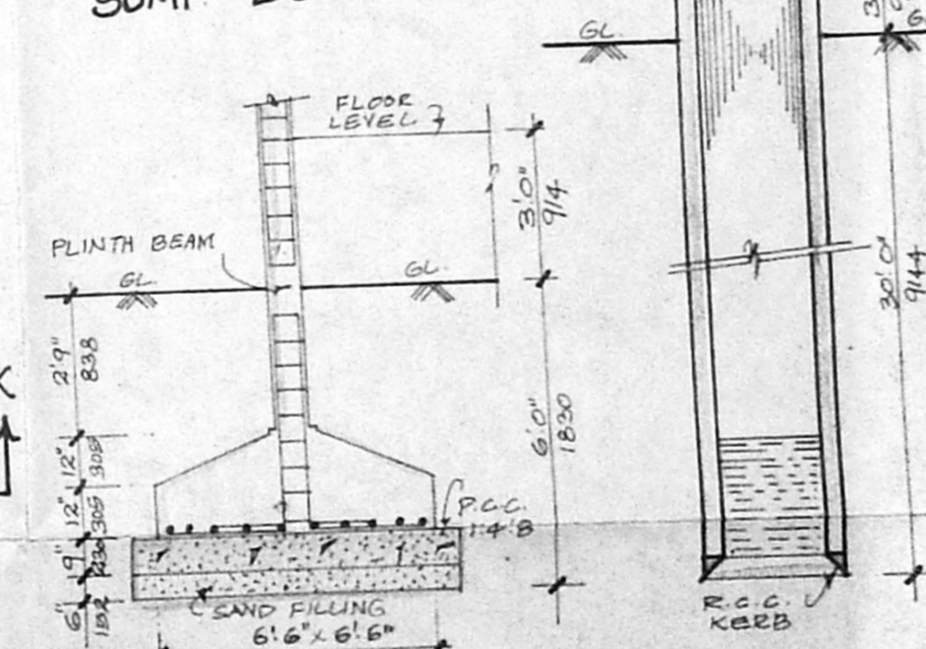 GL.
FLOOR
LEVEL
3'.0"
914
PLINTH BEAM
GL.
GL.
2'9"
838
6'.0"
1830
30'.0"
9144
12"
305
12"
305
P.C.C.
1:4:8
9"
230
6"
152
SAND FILLING
6'.6" x 6'.6"
R.C.C.
KERB